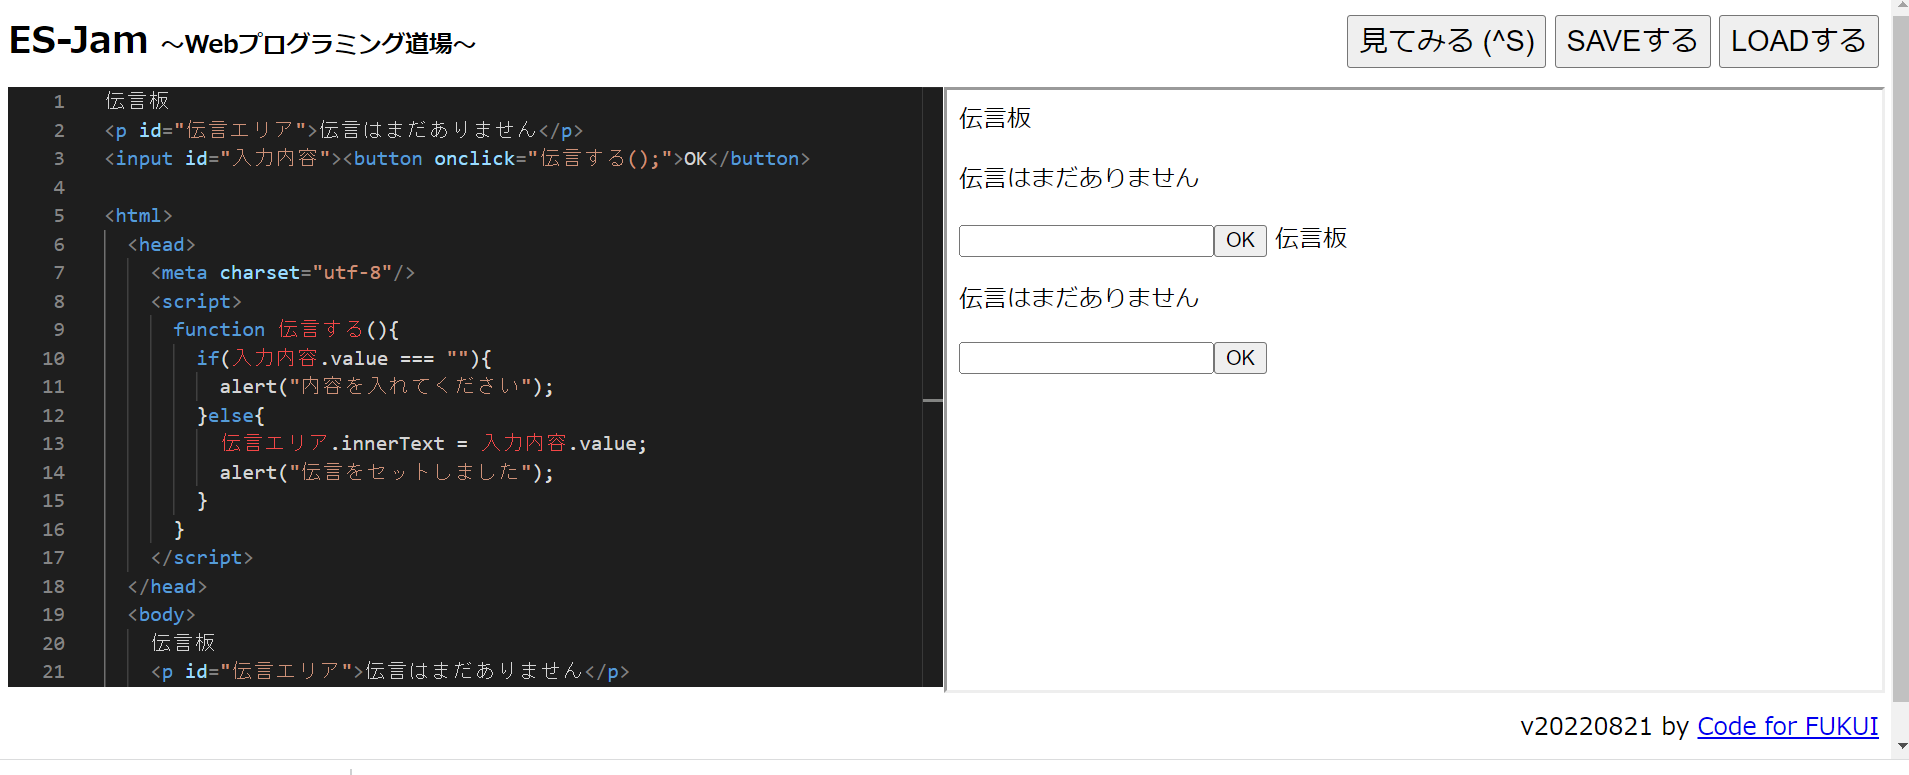 ES-Jam ～Webプログラミング道場～
見てみる (^S) SAVEする LOADする
1 伝言板
2 <p id="伝言エリア">伝言はまだありません</p>
3 <input id="入力内容"><button onclick="伝言する();">OK</button>
4
5 <html>
6 <head>
7 <meta charset="utf-8"/>
8 <script>
9 function 伝言する(){
10 if(入力内容.value === ""){
11 alert("内容を入れてください");
12 }else{
13 伝言エリア.innerText = 入力内容.value;
14 alert("伝言をセットしました");
15 }
16 }
17 </script>
18 </head>
19 <body>
20 伝言板
21 <p id="伝言エリア">伝言はまだありません</p>
伝言板
伝言はまだありません
OK 伝言板
伝言はまだありません
OK
v20220821 by Code for FUKUI